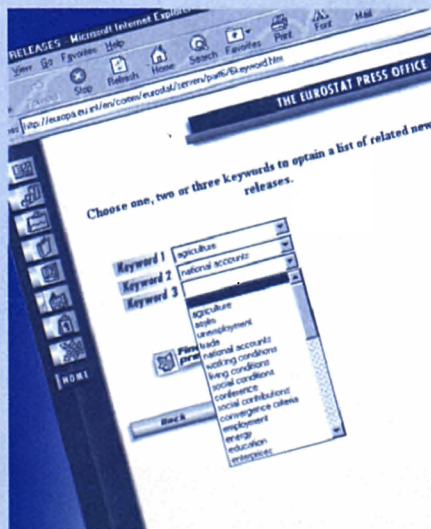 RELEASES - Microsoft Internet Explorer
View Go Favorites Help
Stop Refresh Home Search Favorites Print Font Mail
http://europa.eu.int/en/comm/eurostat/serven/part6/6keyword.htm
THE EUROSTAT PRESS OFFICE
Choose one, two or three keywords to optain a list of related new
releases.
Keyword 1 agriculture
Keyword 2 national accounts
Keyword 3
agriculture
asylis
unemployment
trade
national accounts
working conditions
living conditions
social conditions
conference
social contributions
convergence criteria
employment
energy
education
enterprises
Back
HOME